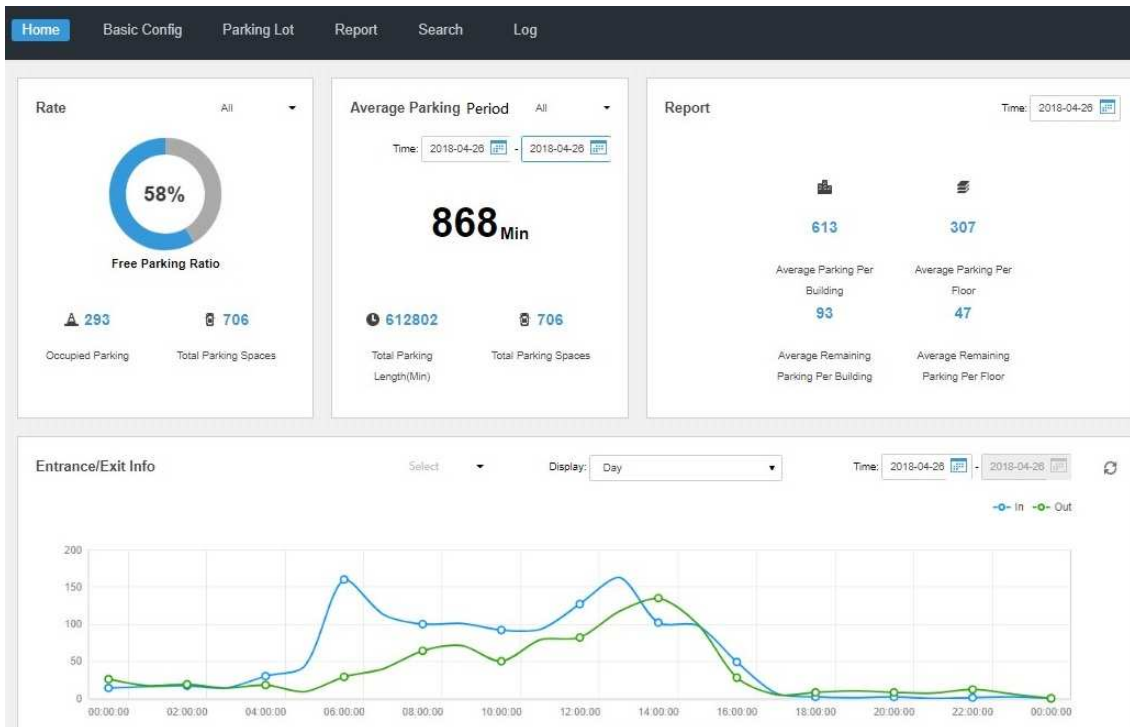 Home Basic Config Parking Lot Report Search Log
Rate All
58%
Free Parking Ratio
293 706
Occupied Parking Total Parking Spaces
Average Parking Period All
Time: 2018-04-26 - 2018-04-26
868 Min
612802 706
Total Parking Total Parking Spaces
Length(Min)
Report Time: 2018-04-26
613 307
Average Parking Per Average Parking Per
Building Floor
93 47
Average Remaining Average Remaining
Parking Per Building Parking Per Floor
Entrance/Exit Info Select Display: Day Time: 2018-04-26 - 2018-04-26
In Out
200
150
100
50
0
00:00:00 02:00:00 04:00:00 06:00:00 08:00:00 10:00:00 12:00:00 14:00:00 16:00:00 18:00:00 20:00:00 22:00:00 00:00:00